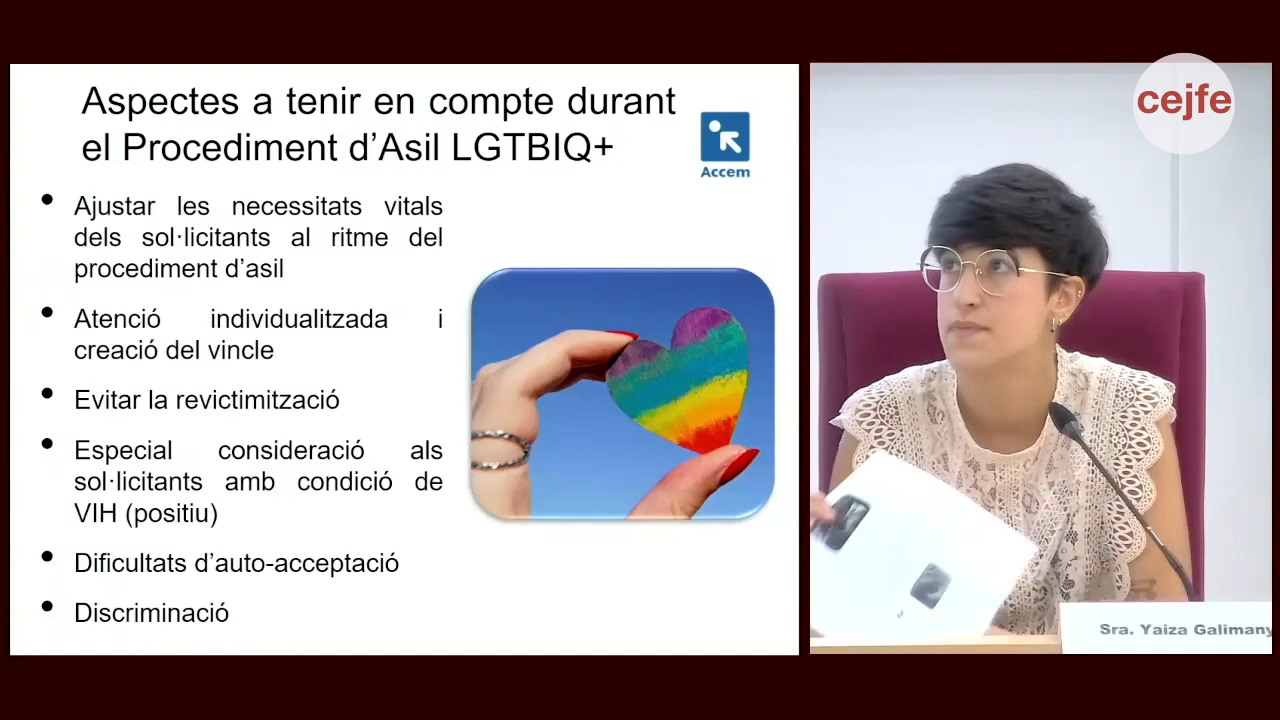 Aspectes a tenir en compte durant
el Procediment d'Asil LGTBIQ+
Accem
Ajustar les necessitats vitals
dels sol·licitants al ritme del
procediment d'asil
Atenció individualitzada i
creació del vincle
Evitar la revictimització
Especial consideració als
sol·licitants amb condició de
VIH (positiu)
Dificultats d'auto-acceptació
Discriminació
cejfe
Sra. Yaiza Galimany